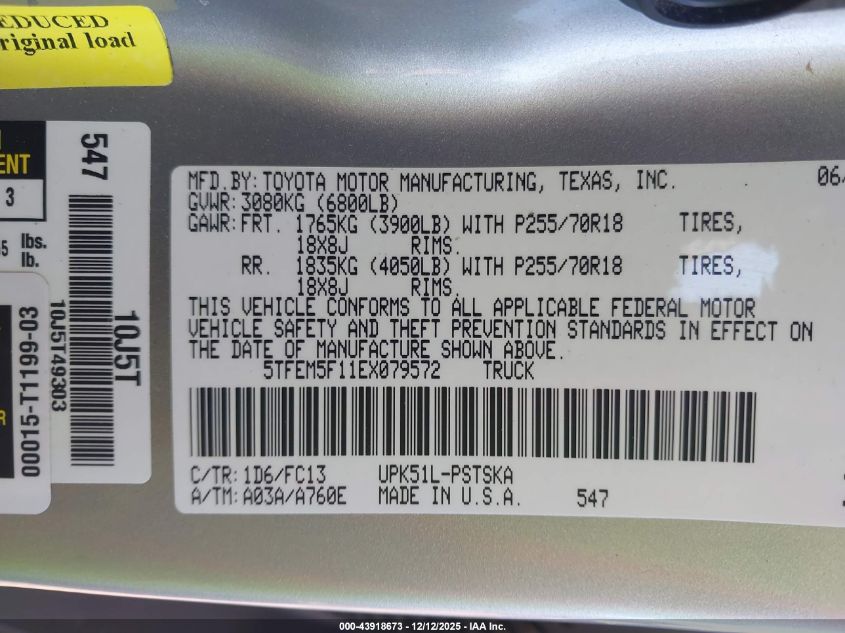 REDUCED
original load
547
ENT
3
5 lbs.
lb.
10J5T
10J5T49303
00015-T1199-03
MFD.BY:TOYOTA MOTOR MANUFACTURING, TEXAS, INC. 06/
GVWR:3080KG (6800LB)
GAWR:FRT. 1765KG (3900LB) WITH P255/70R18 TIRES,
18X8J RIMS.
RR. 1835KG (4050LB) WITH P255/70R18 TIRES,
18X8J RIMS.
THIS VEHICLE CONFORMS TO ALL APPLICABLE FEDERAL MOTOR
VEHICLE SAFETY AND THEFT PREVENTION STANDARDS IN EFFECT ON
THE DATE OF MANUFACTURE SHOWN ABOVE.
5TFEM5F11EX079572 TRUCK
C/TR:1D6/FC13 UPK51L-PSTSKA
A/TM:A03A/A760E MADE IN U.S.A. 547
000-43918673 - 12/12/2025 - IAA Inc.